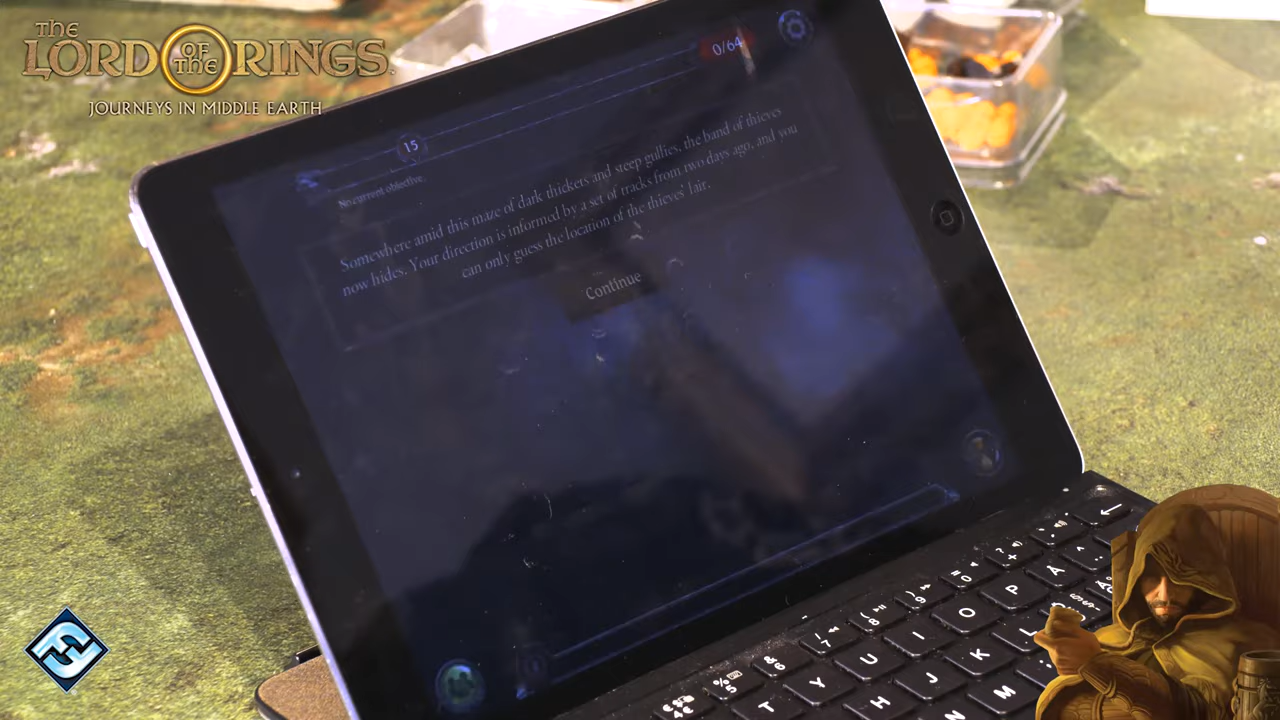 THE
LORD OF THE RINGS
JOURNEYS IN MIDDLE EARTH
0/64
15
No current objective.
Somewhere amid this maze of dark thickets and steep gullies, the band of thieves
now hides. Your direction is informed by a set of tracks from two days ago, and you
can only guess the location of the thieves' lair.
Continue
I O P Å
T Y U
H J K L
N M